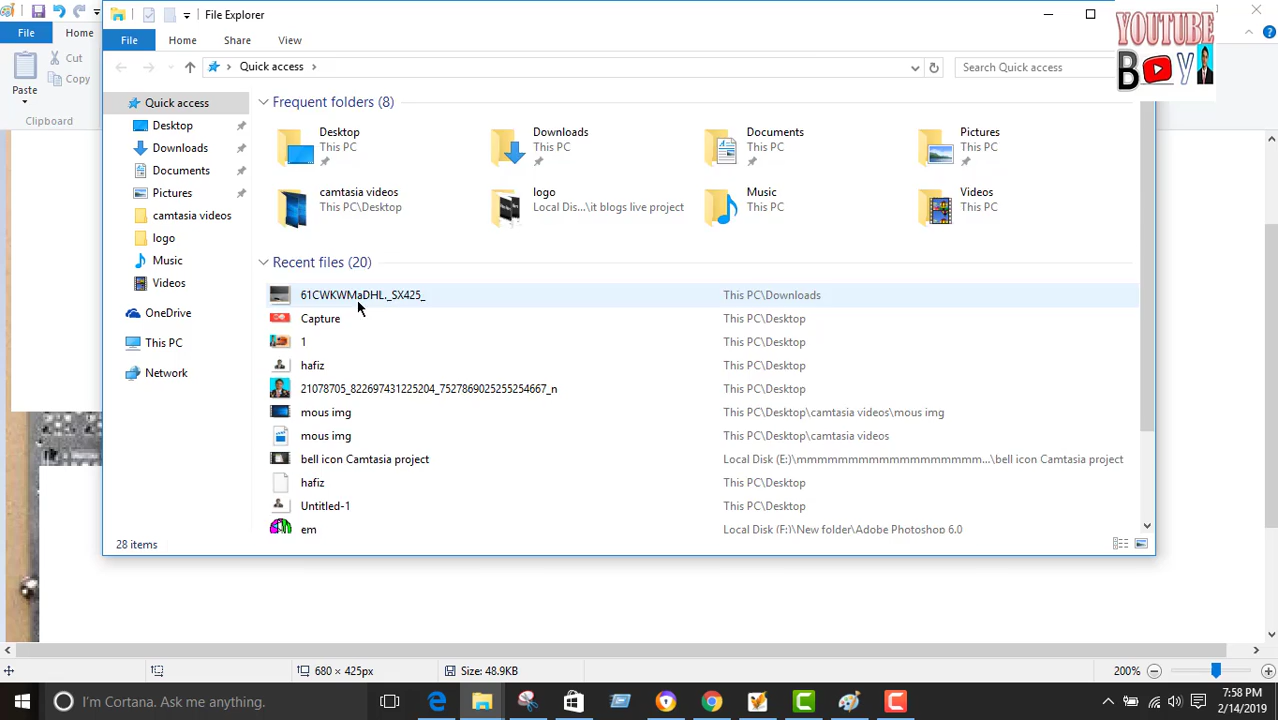 File Explorer
YOUTUBE
BOY
File
Home
File
Home
Share
View
Cut
Copy
Paste
Clipboard
Quick access
Search Quick access
Quick access
Desktop
Downloads
Documents
Pictures
camtasia videos
logo
Music
Videos
OneDrive
This PC
Network
Frequent folders (8)
Desktop
This PC
Downloads
This PC
Documents
This PC
Pictures
This PC
camtasia videos
This PC\Desktop
logo
Local Dis...\it blogs live project
Music
This PC
Videos
This PC
Recent files (20)
61CWKWMaDHL._SX425_ This PC\Downloads
Capture This PC\Desktop
1 This PC\Desktop
hafiz This PC\Desktop
21078705_822697431225204_7527869025255254667_n This PC\Desktop
mous img This PC\Desktop\camtasia videos\mous img
mous img This PC\Desktop\camtasia videos
bell icon Camtasia project Local Disk (E:)\mmmmmmmmmmmmmmmmm...\bell icon Camtasia project
hafiz This PC\Desktop
Untitled-1 This PC\Desktop
em Local Disk (F:)\New folder\Adobe Photoshop 6.0
28 items
680 × 425px
Size: 48.9KB
200%
I'm Cortana. Ask me anything.
7:58 PM
2/14/2019